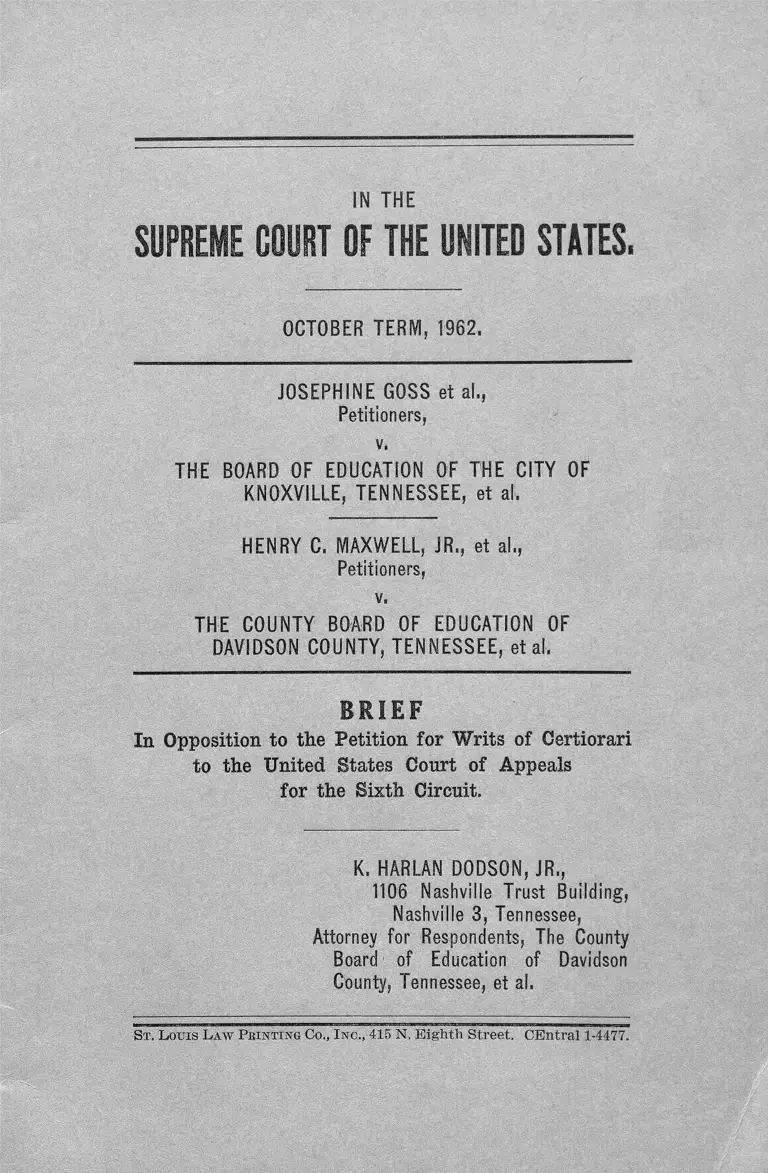 IN THE
SUPREME COURT OF THE UNITED STATES.
OCTOBER TERM, 1962.
JOSEPHINE GOSS et al.,
Petitioners,
v.
THE BOARD OF EDUCATION OF THE CITY OF
KNOXVILLE, TENNESSEE, et al.
HENRY C. MAXWELL, JR., et al.,
Petitioners,
v.
THE COUNTY BOARD OF EDUCATION OF
DAVIDSON COUNTY, TENNESSEE, et al.
BRIEF
In Opposition to the Petition for Writs of Certiorari
to the United States Court of Appeals
for the Sixth Circuit.
K. HARLAN DODSON, JR.,
1106 Nashville Trust Building,
Nashville 3, Tennessee,
Attorney for Respondents, The County
Board of Education of Davidson
County, Tennessee, et al.
ST. LOUIS LAW PRINTING CO., INC., 415 N. Eighth Street. CEntral 1-4477.